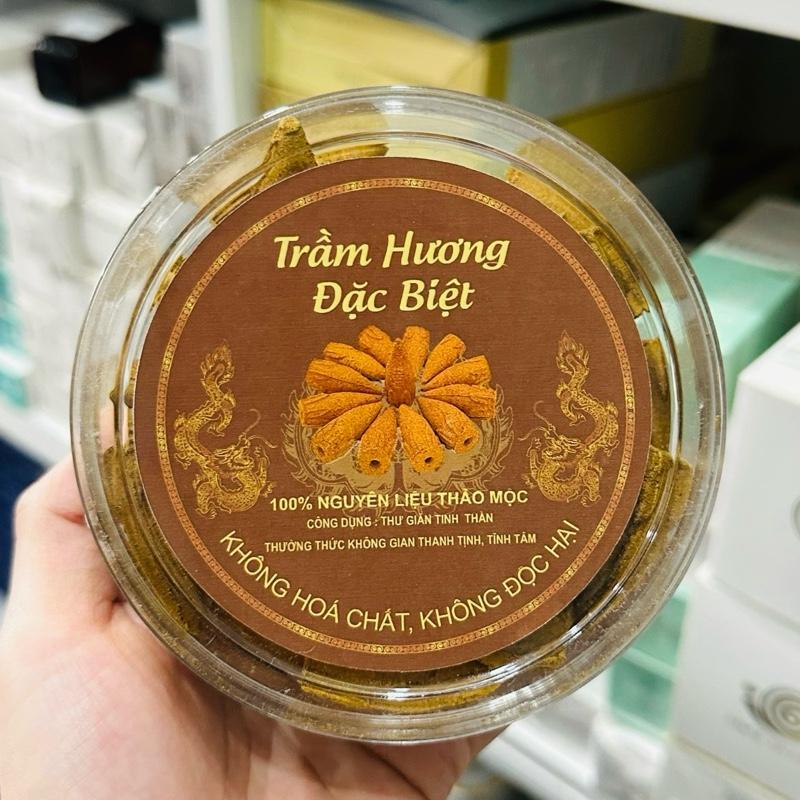 Trầm Hương
Đặc Biệt
100% NGUYÊN LIỆU THẢO MỘC
CÔNG DỤNG : THƯ GIÃN TINH THẦN
THƯỞNG THỨC KHÔNG GIAN THANH TỊNH, TĨNH TÂM
KHÔNG HOÁ CHẤT, KHÔNG ĐỘC HẠI